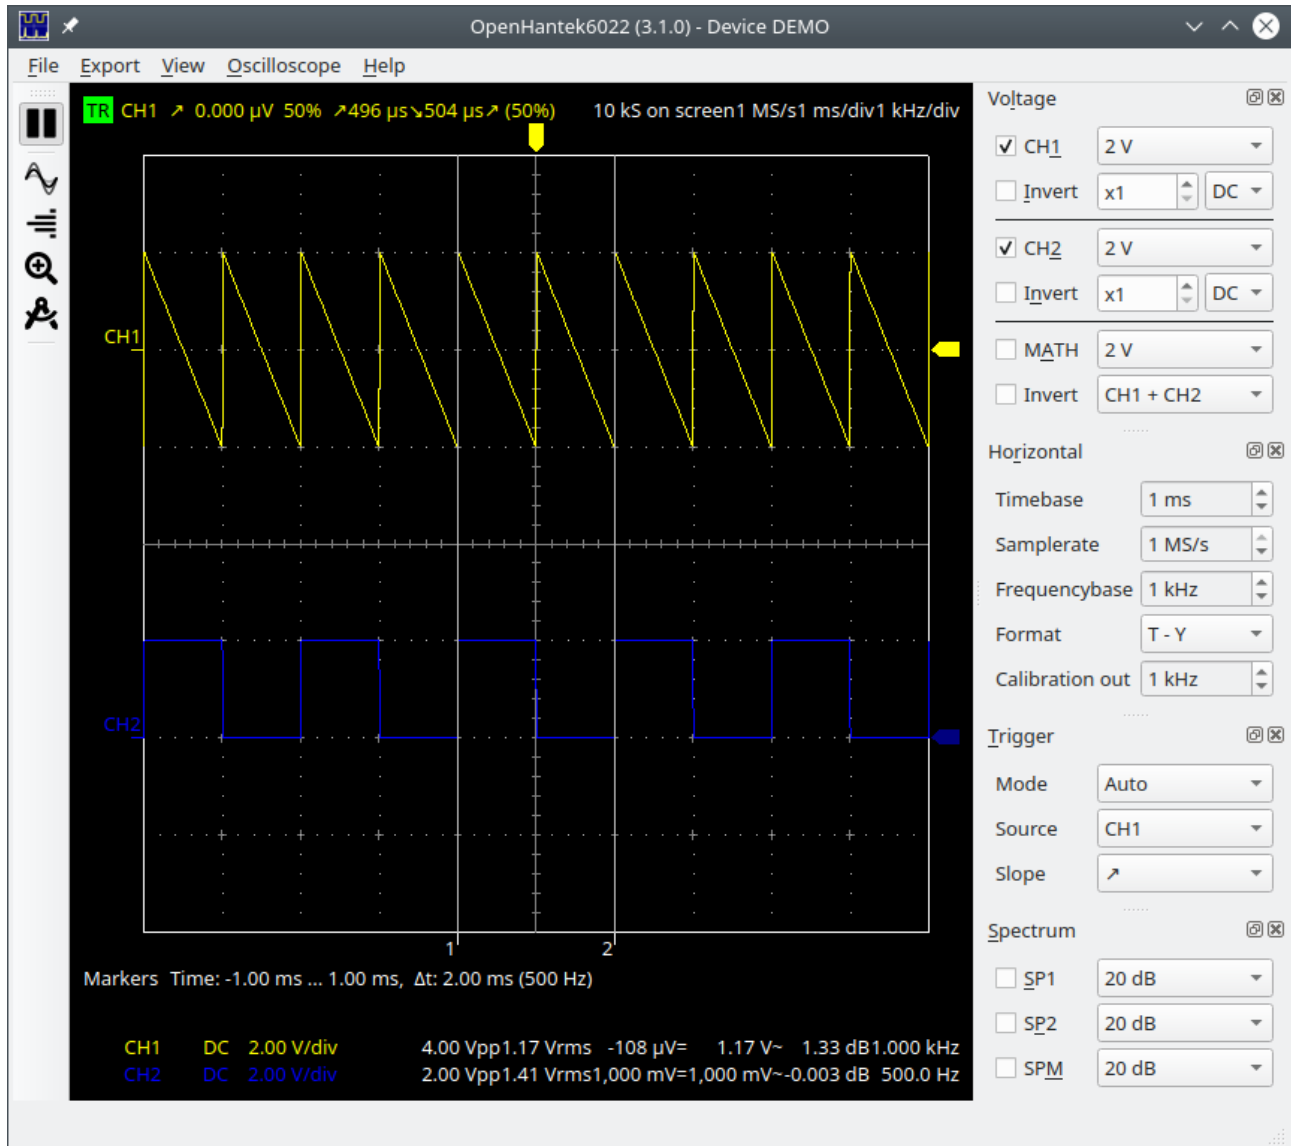 OpenHantek6022 (3.1.0) - Device DEMO
File Export View Oscilloscope Help
TR CH1 ↗ 0.000 µV 50% ↗496 µs↘504 µs↗ (50%) 10 kS on screen1 MS/s1 ms/div1 kHz/div
CH1
CH2
1 2
Markers Time: -1.00 ms ... 1.00 ms, Δt: 2.00 ms (500 Hz)
CH1 DC 2.00 V/div 4.00 Vpp1.17 Vrms -108 µV= 1.17 V~ 1.33 dB1.000 kHz
CH2 DC 2.00 V/div 2.00 Vpp1.41 Vrms1,000 mV=1,000 mV~-0.003 dB 500.0 Hz
Voltage
CH1 2 V
Invert x1 DC
CH2 2 V
Invert x1 DC
MATH 2 V
Invert CH1 + CH2
Horizontal
Timebase 1 ms
Samplerate 1 MS/s
Frequencybase 1 kHz
Format T - Y
Calibration out 1 kHz
Trigger
Mode Auto
Source CH1
Slope ↗
Spectrum
SP1 20 dB
SP2 20 dB
SPM 20 dB